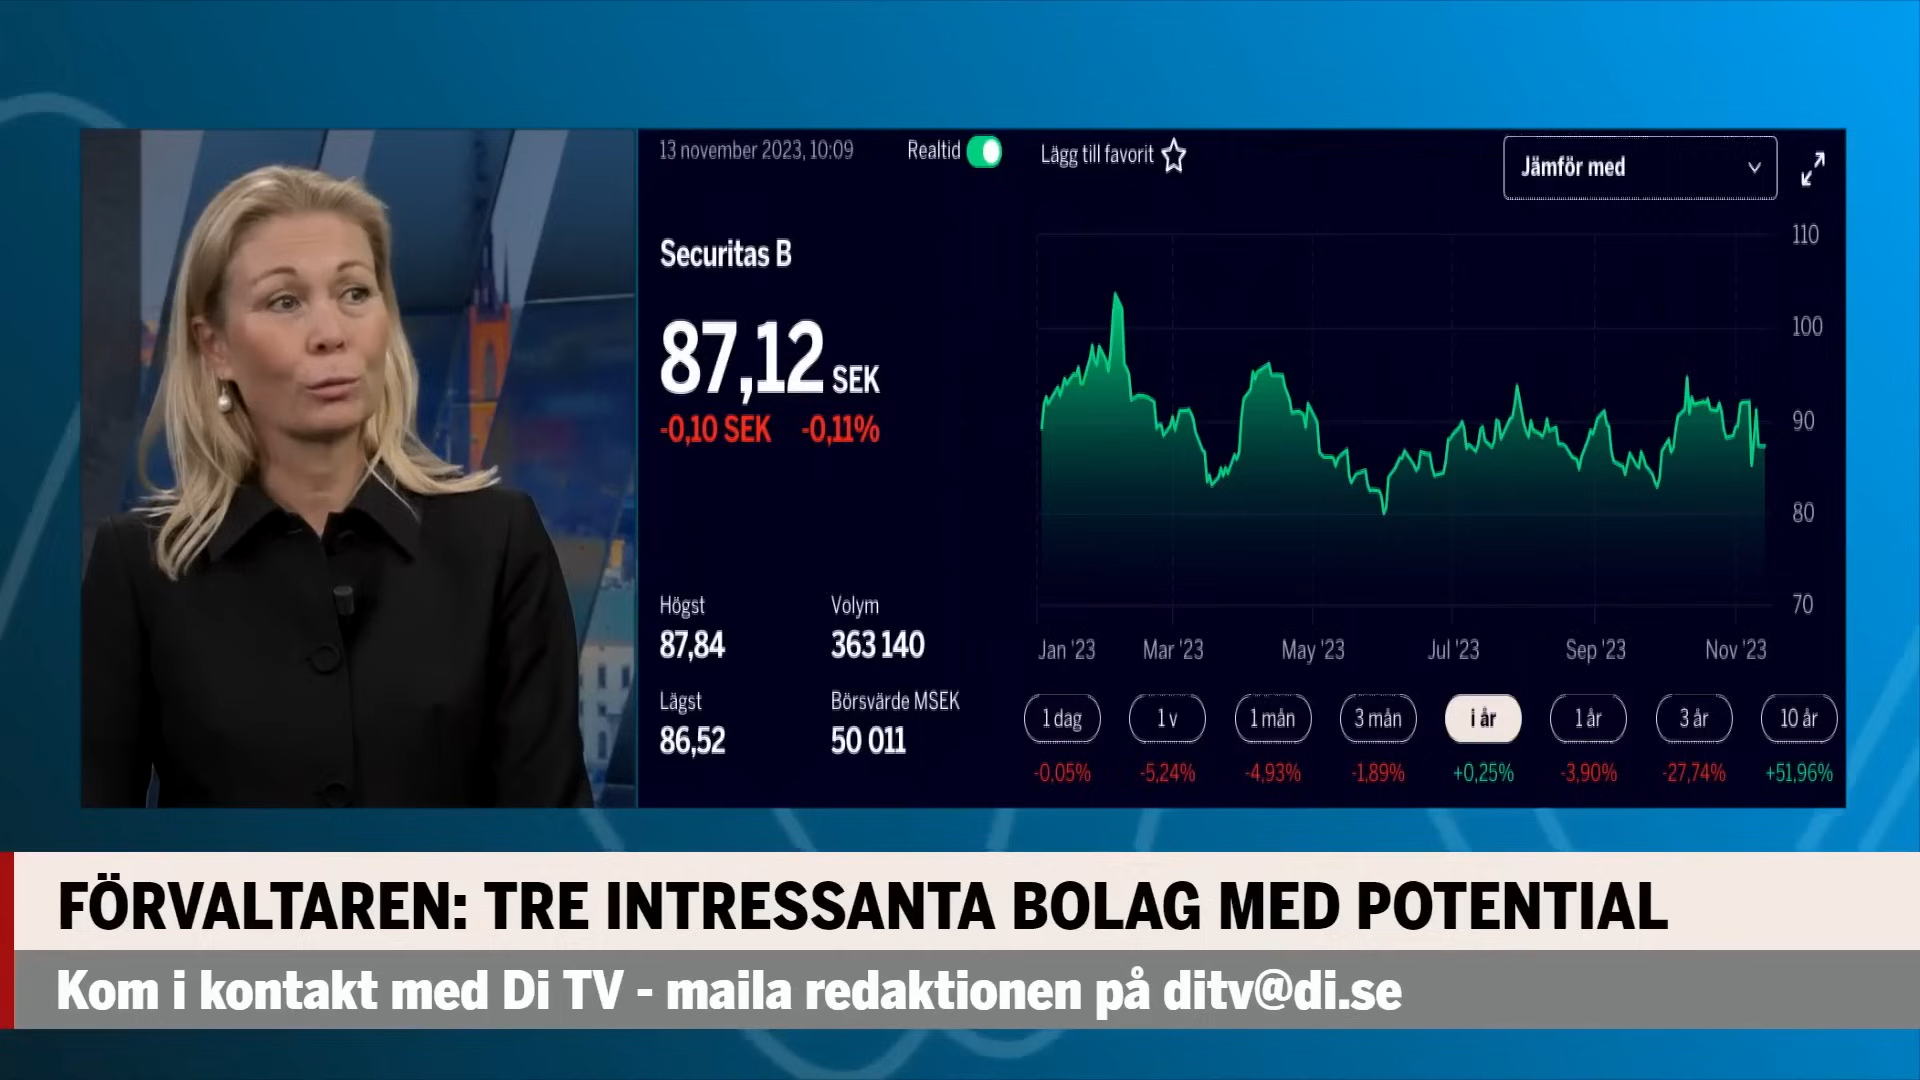 13 november 2023, 10:09
Realtid
Lägg till favorit
Jämför med
Securitas B
87,12 SEK
-0,10 SEK -0,11%
Högst
87,84
Volym
363 140
Lägst
86,52
Börsvärde MSEK
50 011
110
100
90
80
70
Jan '23 Mar '23 May '23 Jul '23 Sep '23 Nov '23
1 dag 1 v 1 mån 3 mån i år 1 år 3 år 10 år
-0,05% -5,24% -4,93% -1,89% +0,25% -3,90% -27,74% +51,96%
FÖRVALTAREN: TRE INTRESSANTA BOLAG MED POTENTIAL
Kom i kontakt med Di TV - maila redaktionen på ditv@di.se